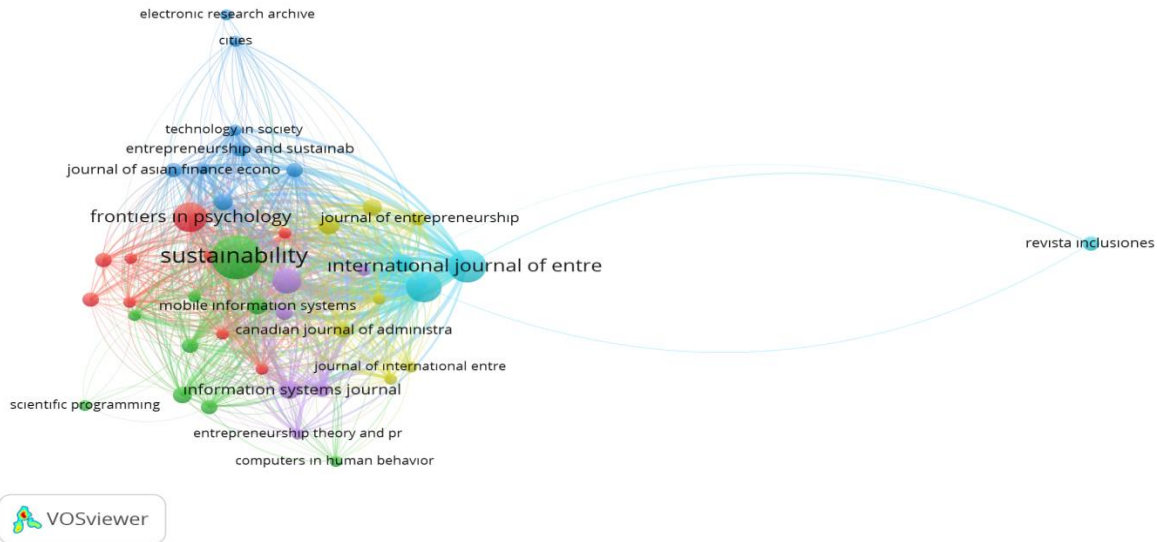 electronic research archive
cities
technology in society
entrepreneurship and sustainab
journal of asian finance econo
frontiers in psychology
journal of entrepreneurship
revista inclusiones
sustainability
international journal of entre
mobile information systems
canadian journal of administra
journal of international entre
information systems journal
scientific programming
entrepreneurship theory and pr
computers in human behavior
VOSviewer